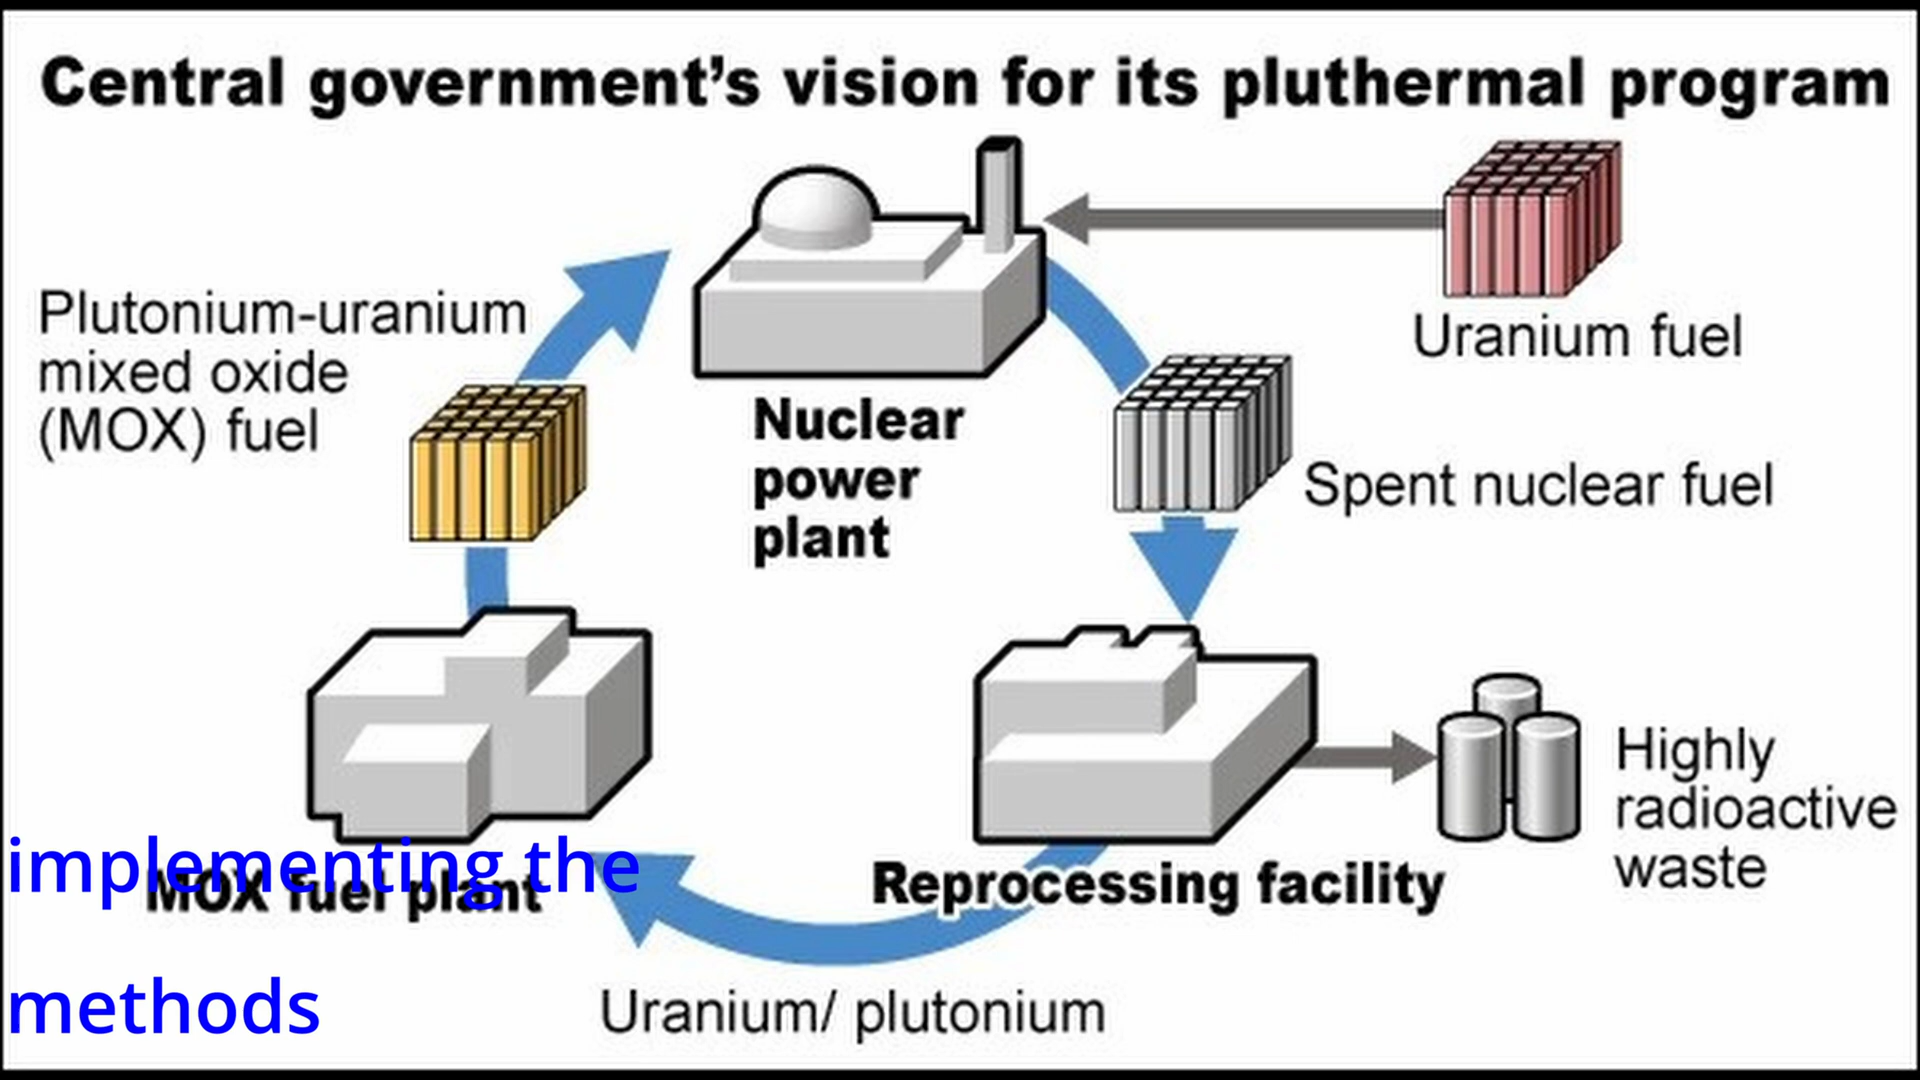 Central government's vision for its pluthermal program
Plutonium-uranium
mixed oxide
(MOX) fuel
Uranium fuel
Nuclear
power
plant
Spent nuclear fuel
Highly
radioactive
waste
implementing the
MOX fuel plant
Reprocessing facility
methods
Uranium/ plutonium